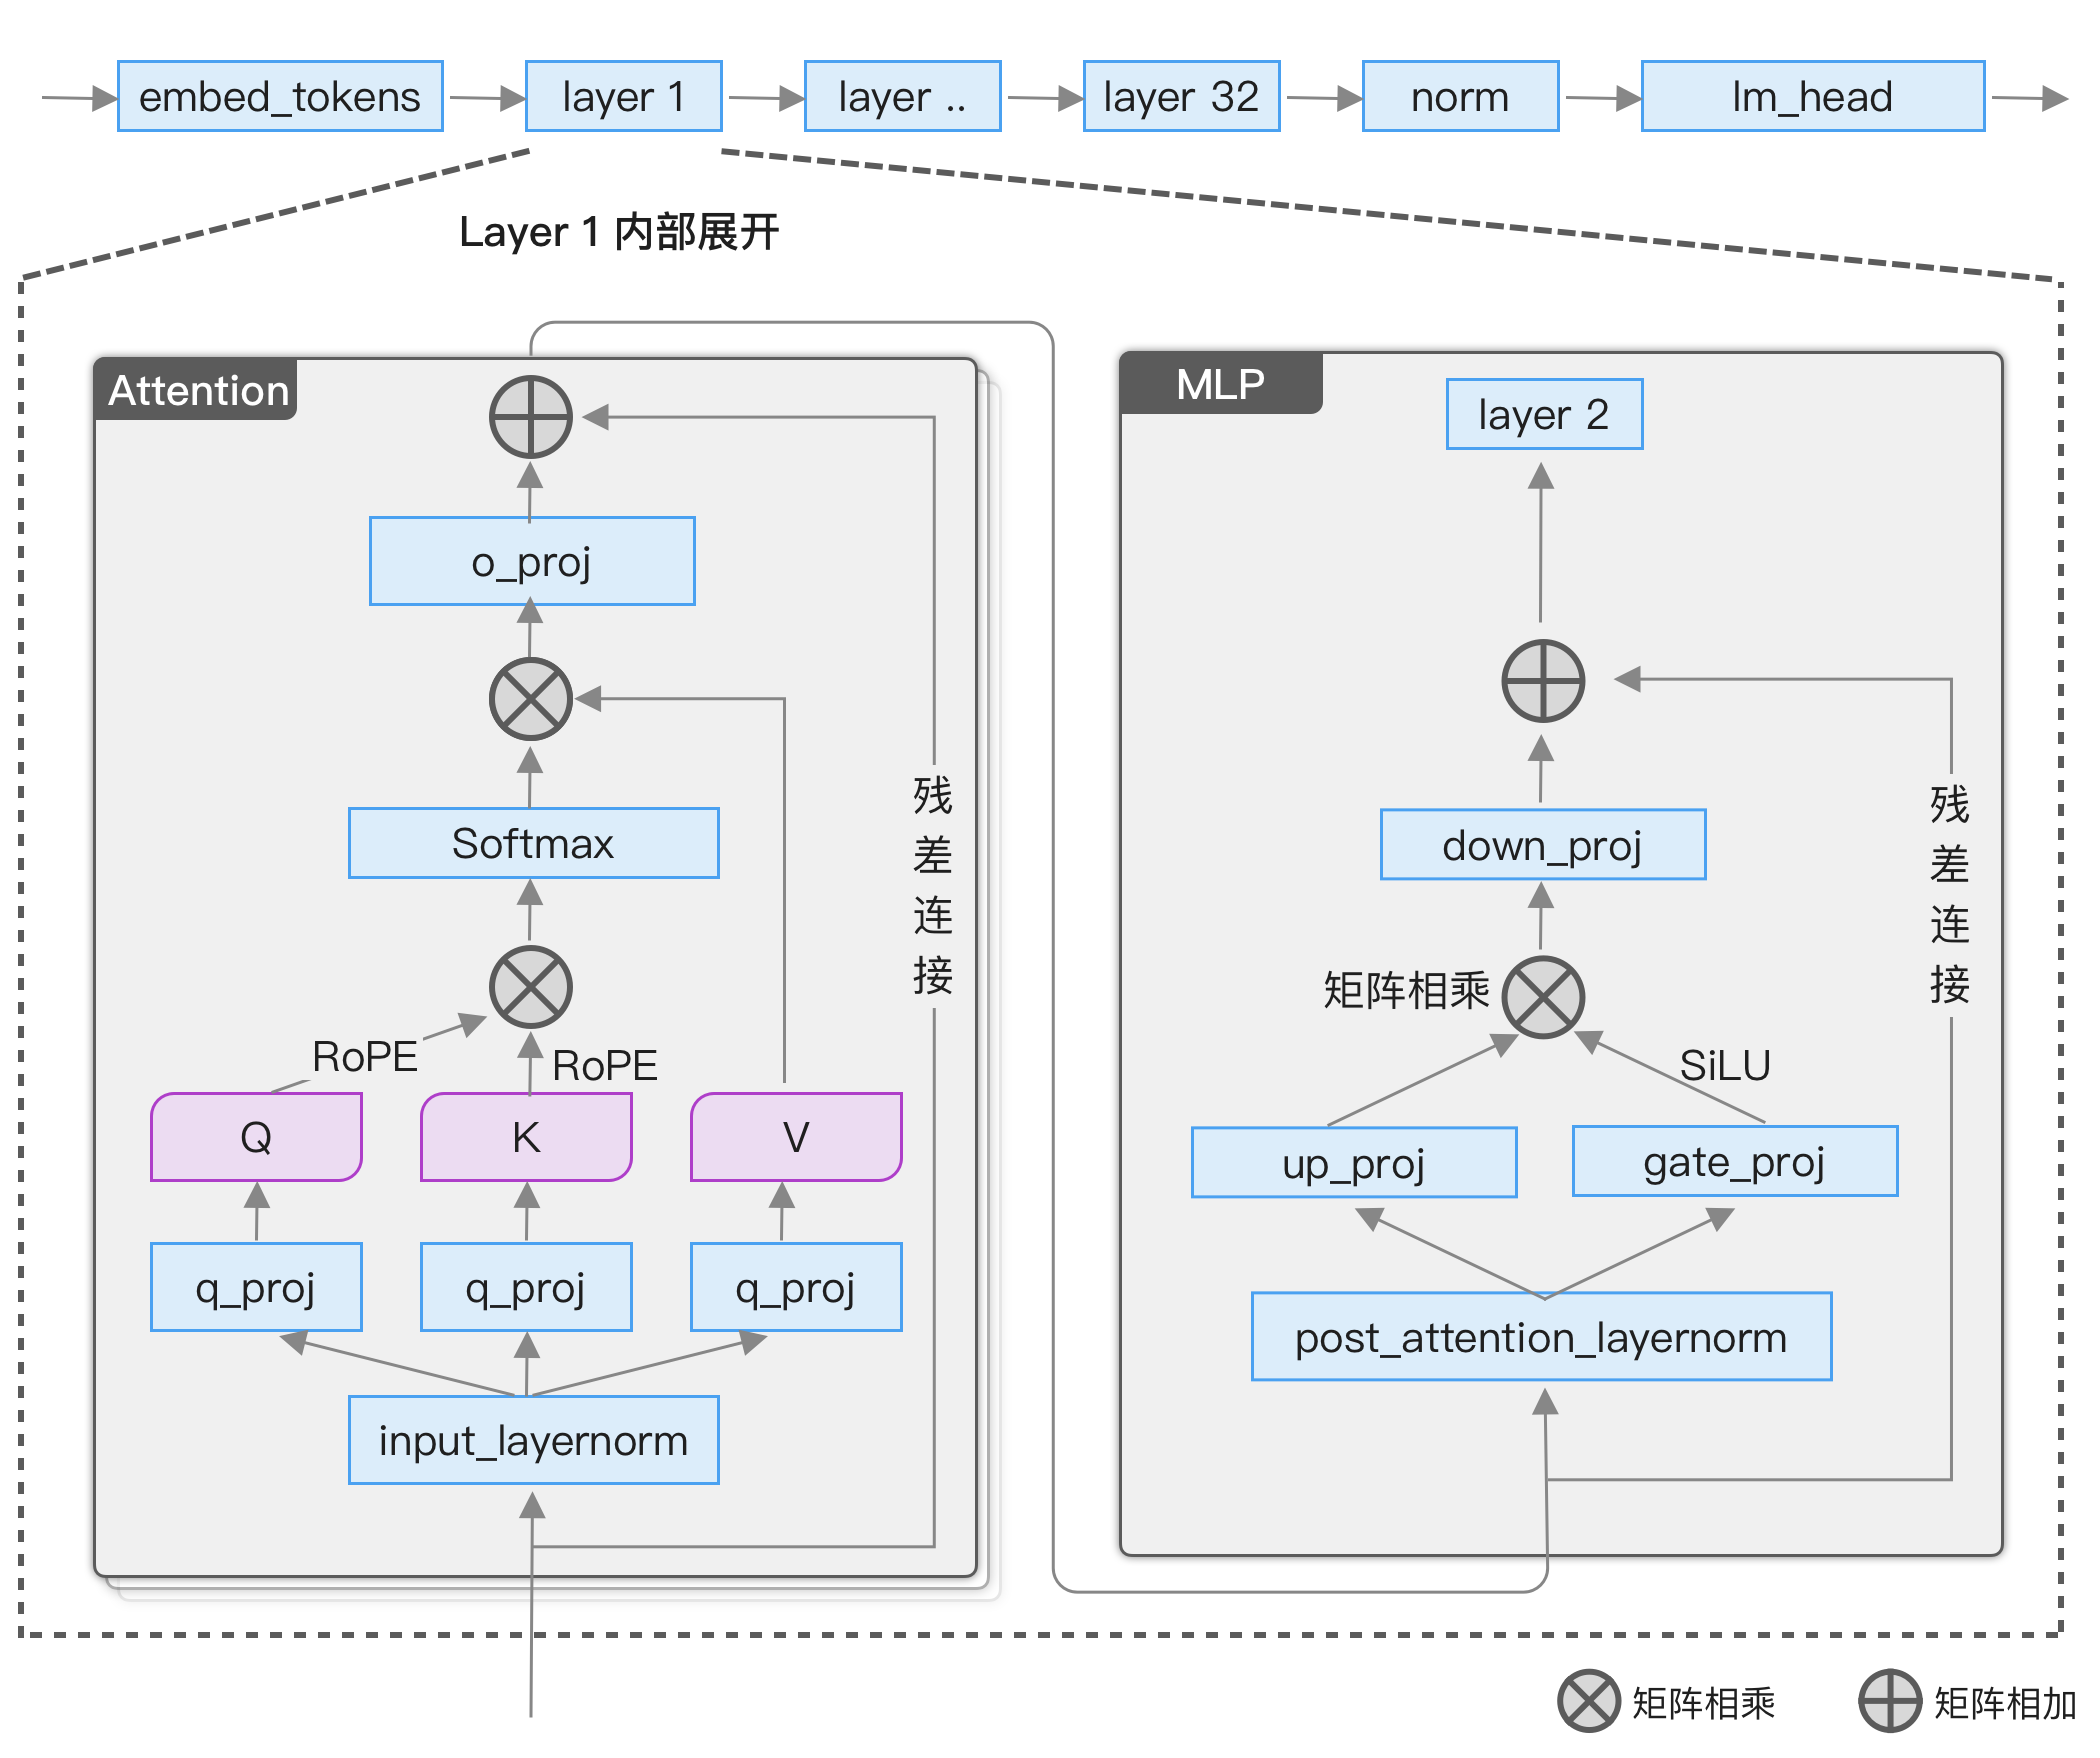 embed_tokens
layer 1
layer ..
layer 32
norm
lm_head
Layer 1 内部展开
Attention
o_proj
Softmax
RoPE
RoPE
Q
K
V
q_proj
q_proj
q_proj
input_layernorm
残差连接
MLP
layer 2
down_proj
矩阵相乘
SiLU
up_proj
gate_proj
post_attention_layernorm
残差连接
矩阵相乘
矩阵相加